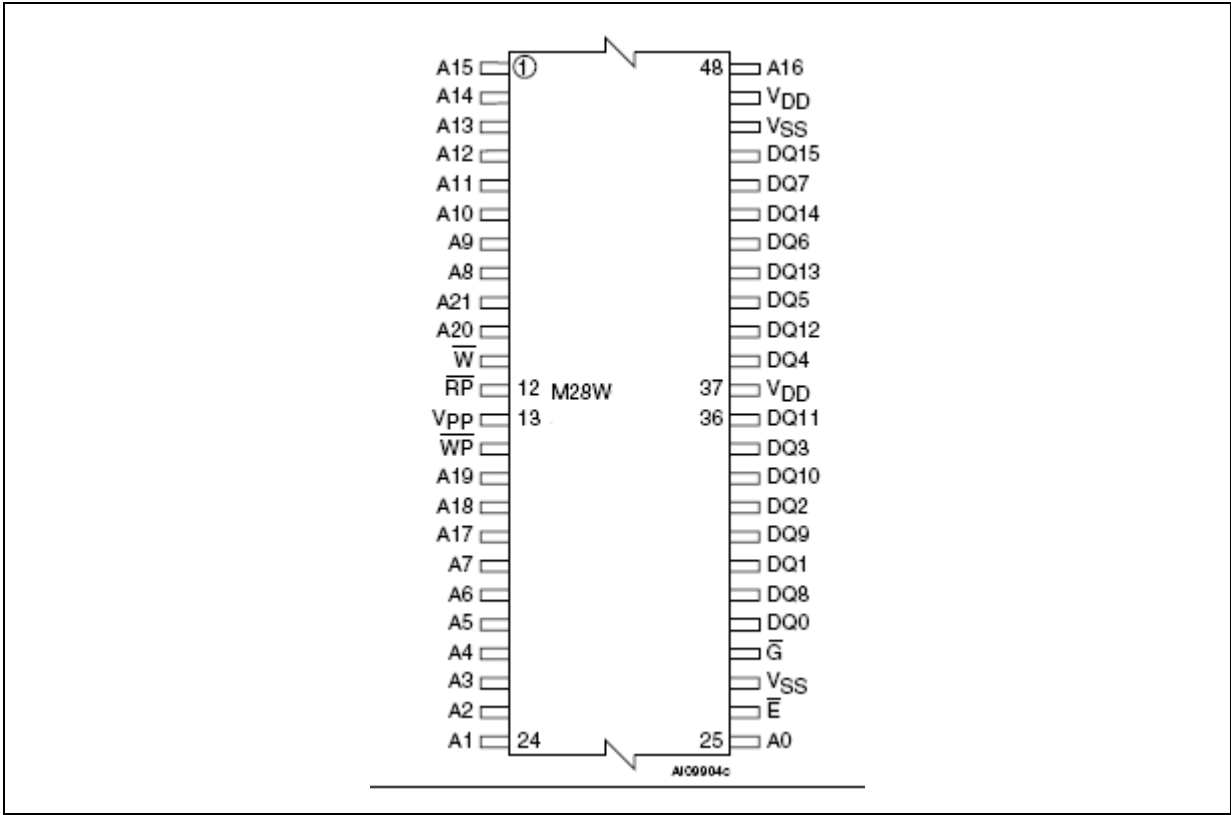 A15 ① 48 A16
A14 VDD
A13 VSS
A12 DQ15
A11 DQ7
A10 DQ14
A9 DQ6
A8 DQ13
A21 DQ5
A20 DQ12
W̅ DQ4
R̅P̅ 12 M28W 37 VDD
VPP 13 36 DQ11
W̅P̅ DQ3
A19 DQ10
A18 DQ2
A17 DQ9
A7 DQ1
A6 DQ8
A5 DQ0
A4 G̅
A3 VSS
A2 E̅
A1 24 25 A0
AI09904c